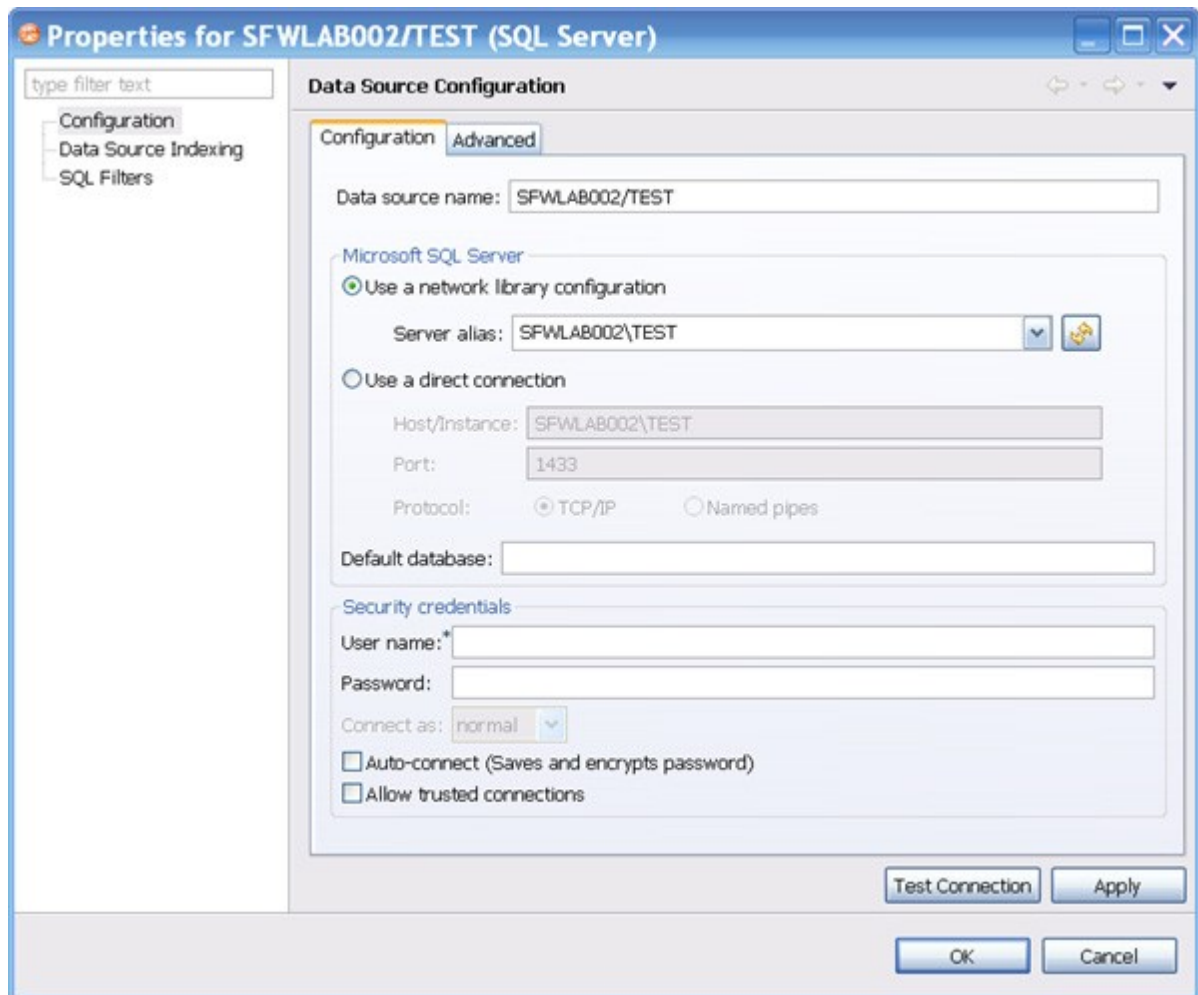 Properties for SFWLAB002/TEST (SQL Server)
type filter text
Configuration
Data Source Indexing
SQL Filters
Data Source Configuration
Configuration Advanced
Data source name: SFWLAB002/TEST
Microsoft SQL Server
Use a network library configuration
Server alias: SFWLAB002\TEST
Use a direct connection
Host/Instance: SFWLAB002\TEST
Port: 1433
Protocol: TCP/IP Named pipes
Default database:
Security credentials
User name:*
Password:
Connect as: normal
Auto-connect (Saves and encrypts password)
Allow trusted connections
Test Connection Apply
OK Cancel